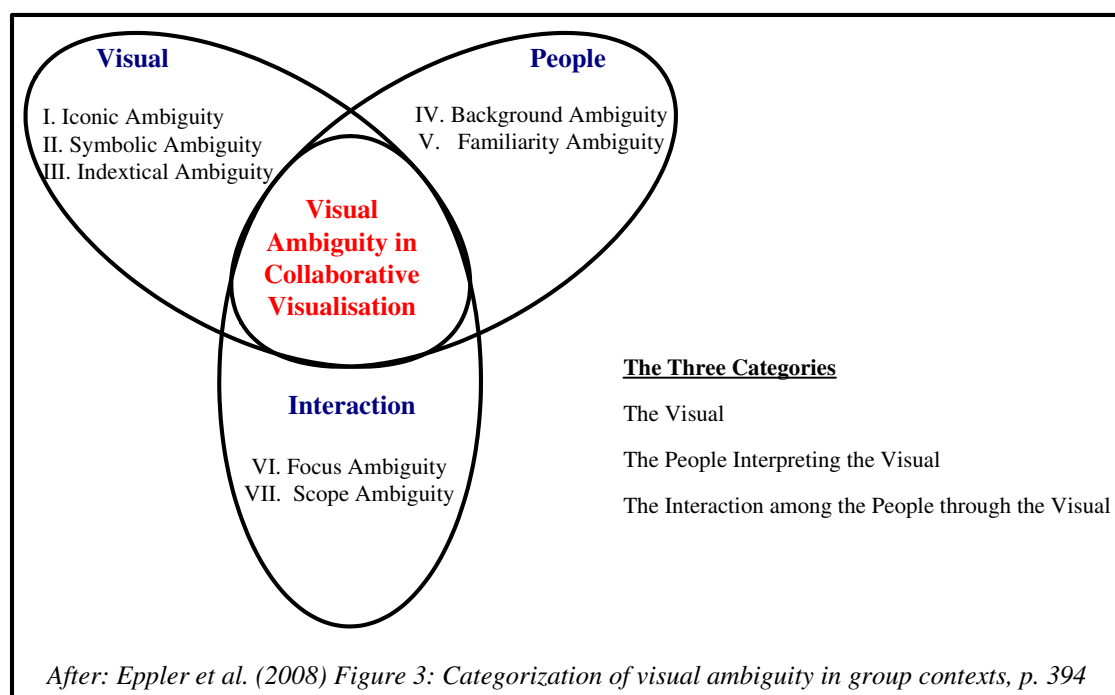 Visual
I. Iconic Ambiguity
II. Symbolic Ambiguity
III. Indextical Ambiguity
People
IV. Background Ambiguity
V. Familiarity Ambiguity
Visual
Ambiguity in
Collaborative
Visualisation
Interaction
VI. Focus Ambiguity
VII. Scope Ambiguity
The Three Categories
The Visual
The People Interpreting the Visual
The Interaction among the People through the Visual
After: Eppler et al. (2008) Figure 3: Categorization of visual ambiguity in group contexts, p. 394